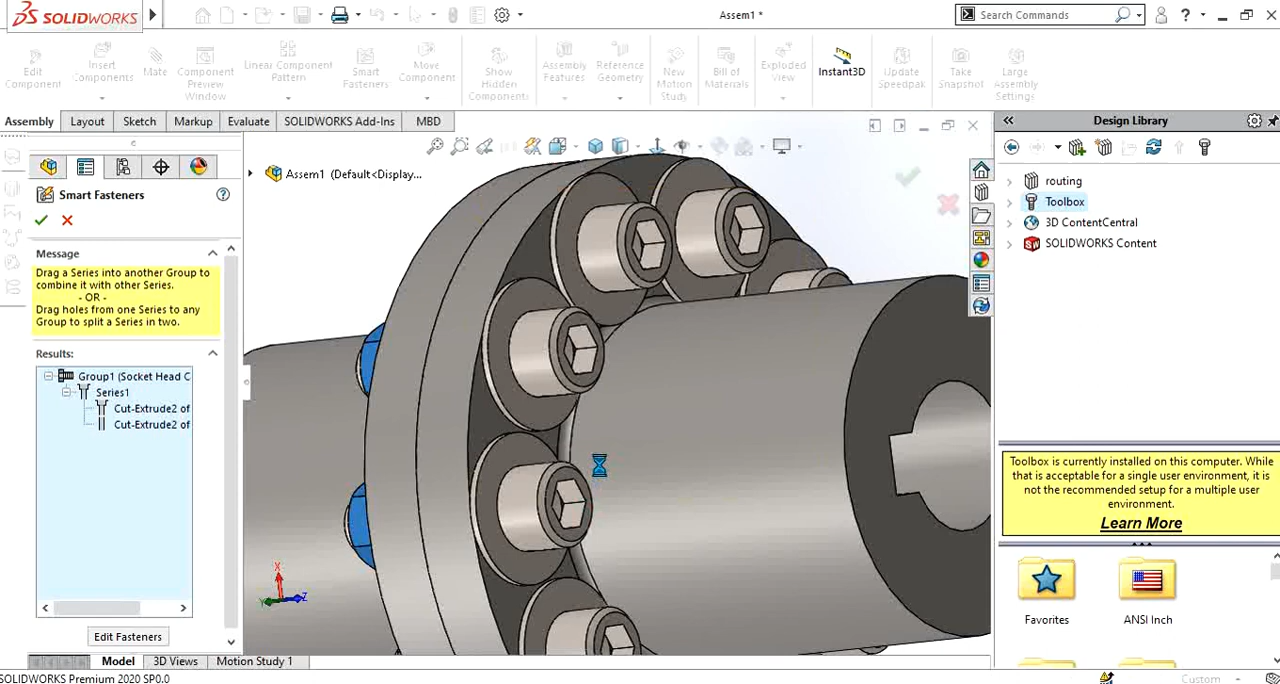 SOLIDWORKS
Assem1 *
Search Commands
?
Edit
Component
Insert
Components
Mate
Component
Preview
Window
Linear Component
Pattern
Smart
Fasteners
Move
Component
Show
Hidden
Components
Assembly
Features
Reference
Geometry
New
Motion
Study
Bill of
Materials
Exploded
View
Instant3D
Update
Speedpak
Take
Snapshot
Large
Assembly
Settings
Assembly
Layout
Sketch
Markup
Evaluate
SOLIDWORKS Add-Ins
MBD
Smart Fasteners
?
Message
Drag a Series into another Group to
combine it with other Series.
- OR -
Drag holes from one Series to any
Group to split a Series in two.
Results:
Group1 (Socket Head C
Series1
Cut-Extrude2 of
Cut-Extrude2 of
Edit Fasteners
Assem1 (Default<Display...
X
Y
Z
Design Library
routing
Toolbox
3D ContentCentral
SOLIDWORKS Content
Toolbox is currently installed on this computer. While
that is acceptable for a single user environment, it is
not the recommended setup for a multiple user
environment.
Learn More
Favorites
ANSI Inch
Model
3D Views
Motion Study 1
SOLIDWORKS Premium 2020 SP0.0
Custom